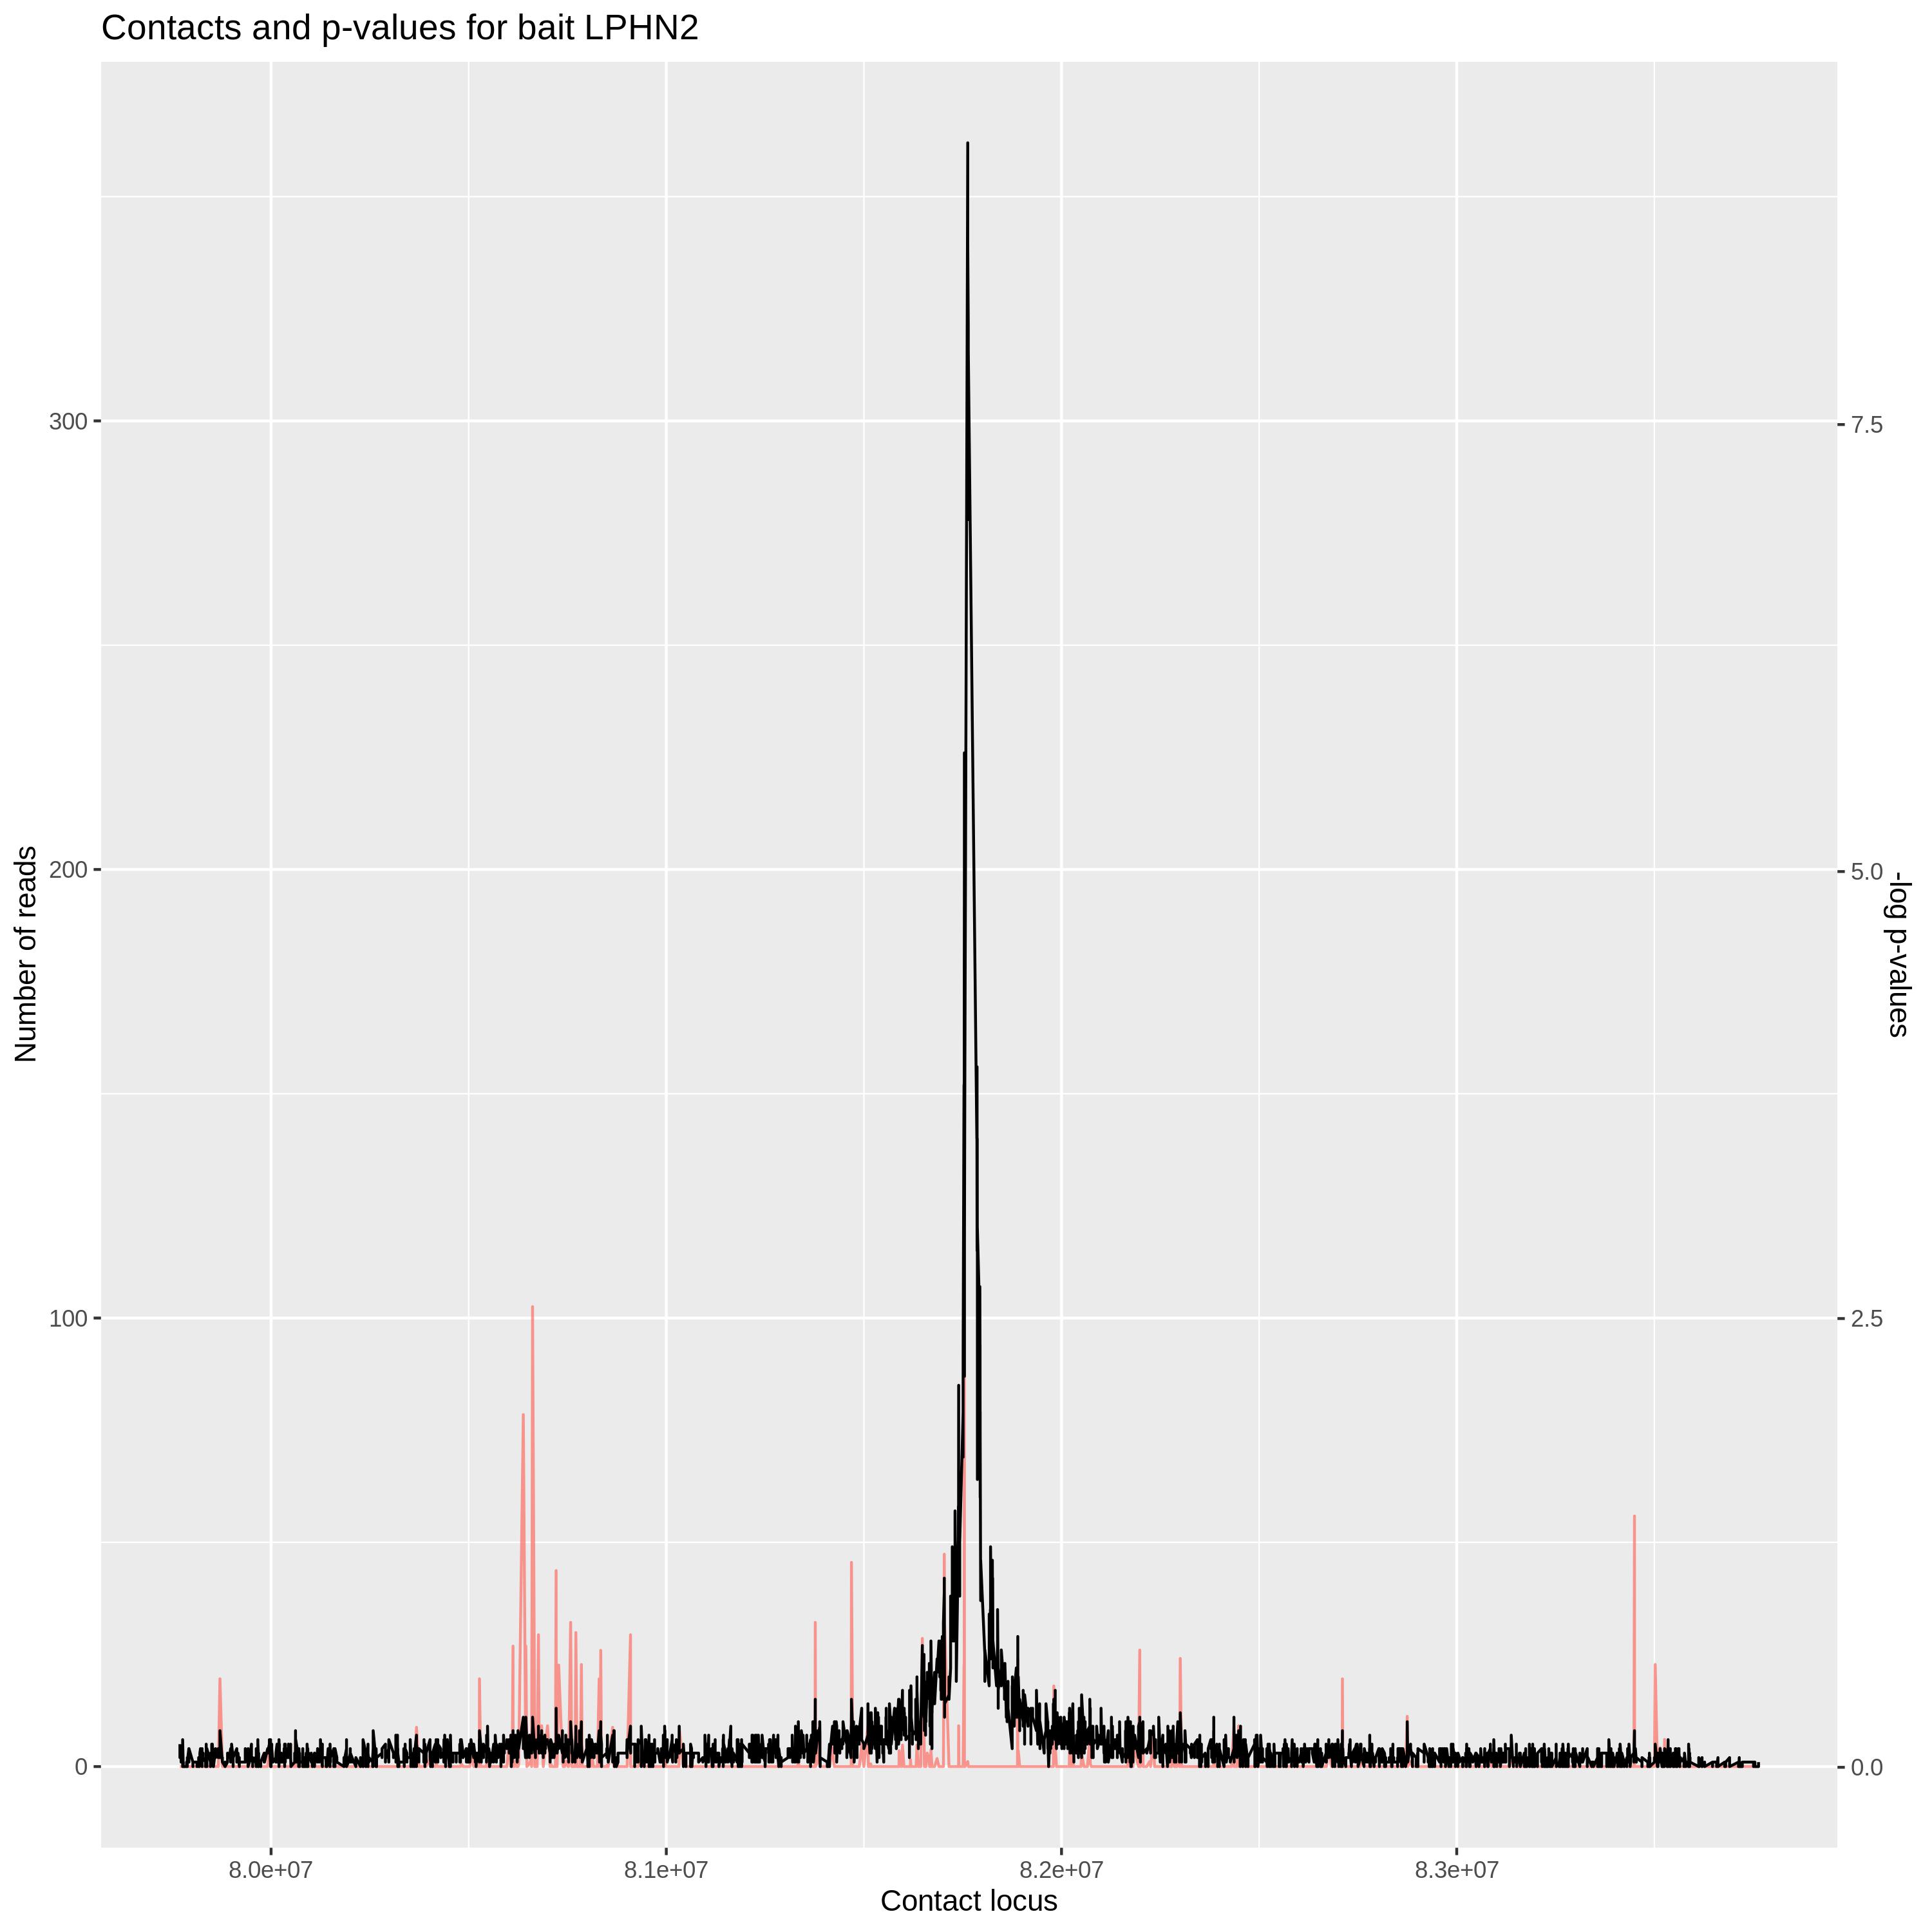 Contacts and p-values for bait LPHN2
Number of reads
300
200
100
0
7.5
5.0
2.5
0.0
-log p-values
8.0e+07 8.1e+07 8.2e+07 8.3e+07
Contact locus